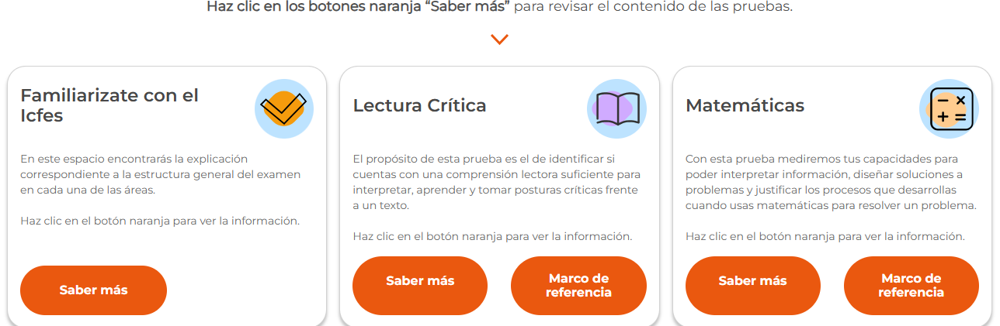 Haz clic en los botones naranja “Saber más” para revisar el contenido de las pruebas.
Familiarizate con el
Icfes
En este espacio encontrarás la explicación
correspondiente a la estructura general del examen
en cada una de las áreas.
Haz clic en el botón naranja para ver la información.
Saber más
Lectura Crítica
El propósito de esta prueba es el de identificar si
cuentas con una comprensión lectora suficiente para
interpretar, aprender y tomar posturas críticas frente
a un texto.
Haz clic en el botón naranja para ver la información.
Saber más
Marco de
referencia
Matemáticas
Con esta prueba mediremos tus capacidades para
poder interpretar información, diseñar soluciones a
problemas y justificar los procesos que desarrollas
cuando usas matemáticas para resolver un problema.
Haz clic en el botón naranja para ver la información.
Saber más
Marco de
referencia